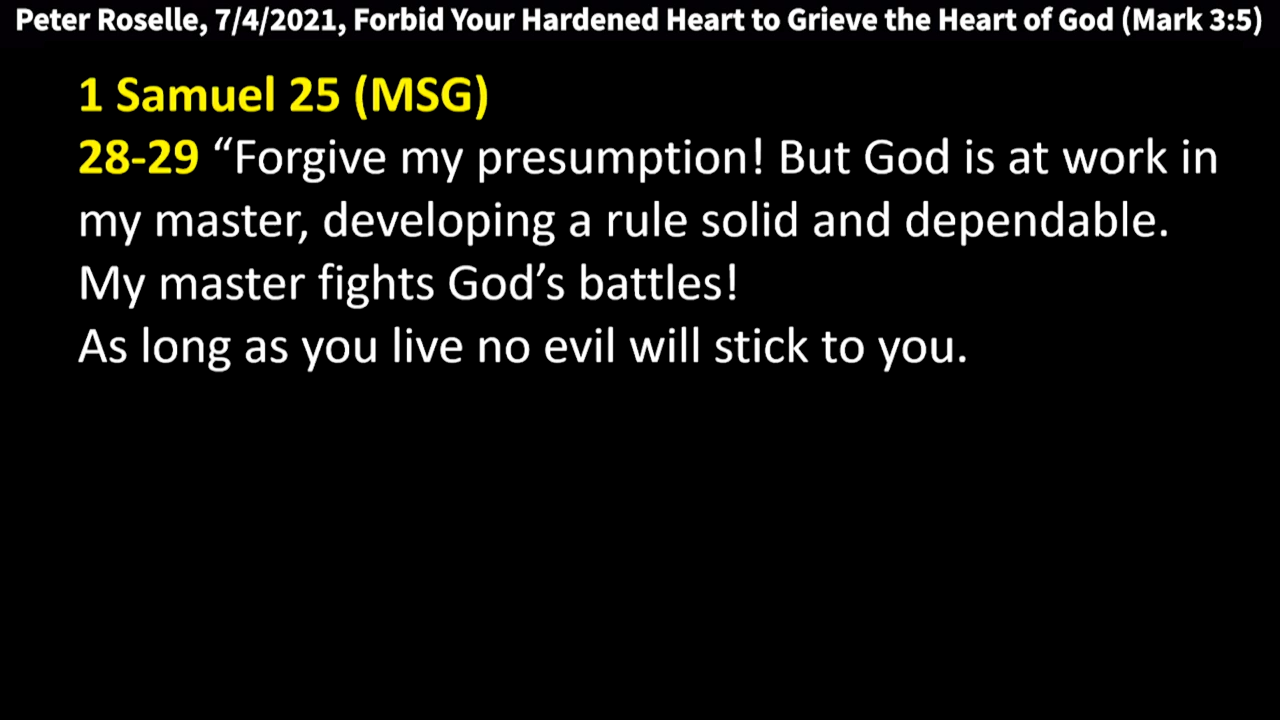 Peter Roselle, 7/4/2021, Forbid Your Hardened Heart to Grieve the Heart of God (Mark 3:5)
1 Samuel 25 (MSG)
28-29 “Forgive my presumption! But God is at work in
my master, developing a rule solid and dependable.
My master fights God’s battles!
As long as you live no evil will stick to you.